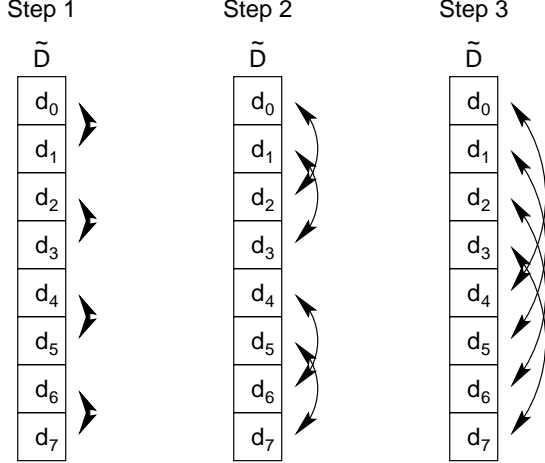 Step 1 Step 2 Step 3
D̃ D̃ D̃
d₀ d₀ d₀
d₁ d₁ d₁
d₂ d₂ d₂
d₃ d₃ d₃
d₄ d₄ d₄
d₅ d₅ d₅
d₆ d₆ d₆
d₇ d₇ d₇